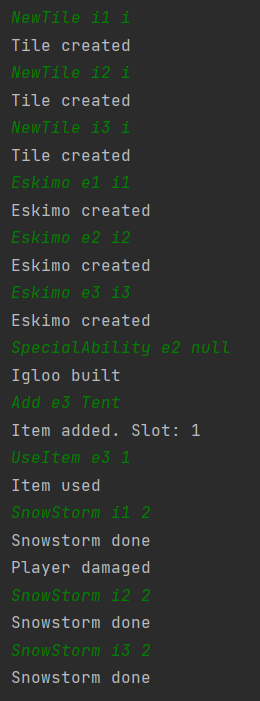 NewTile i1 i
Tile created
NewTile i2 i
Tile created
NewTile i3 i
Tile created
Eskimo e1 i1
Eskimo created
Eskimo e2 i2
Eskimo created
Eskimo e3 i3
Eskimo created
SpecialAbility e2 null
Igloo built
Add e3 Tent
Item added. Slot: 1
UseItem e3 1
Item used
SnowStorm i1 2
Snowstorm done
Player damaged
SnowStorm i2 2
Snowstorm done
SnowStorm i3 2
Snowstorm done